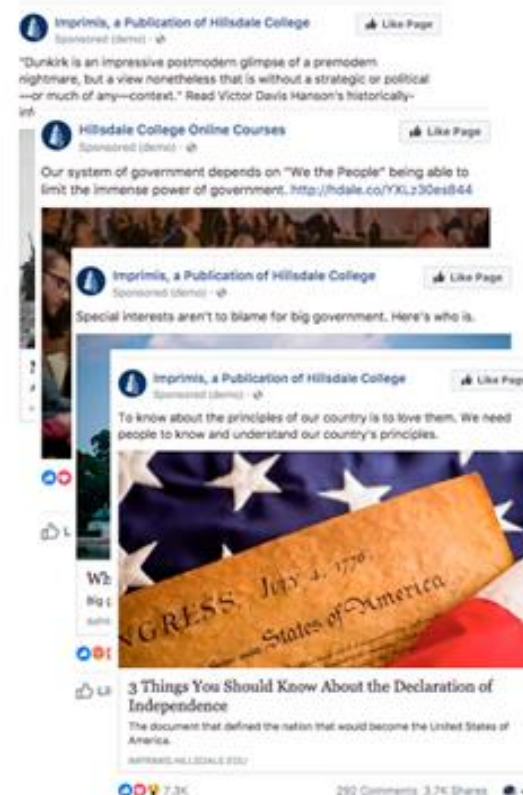 Imprimis, a Publication of Hillsdale College
Like Page
Sponsored (demo) ·
"Dunkirk is an impressive postmodern glimpse of a premodern
nightmare, but a view nonetheless that is without a strategic or political
—or much of any—context." Read Victor Davis Hanson's historically-
Hillsdale College Online Courses
Like Page
Sponsored (demo) ·
Our system of government depends on "We the People" being able to
limit the immense power of government. http://hdale.co/YXLz30es844
Imprimis, a Publication of Hillsdale College
Like Page
Sponsored (demo) ·
Special interests aren't to blame for big government. Here's who is.
Imprimis, a Publication of Hillsdale College
Like Page
Sponsored (demo) ·
To know about the principles of our country is to love them. We need
people to know and understand our country's principles.
NGRESS, July 4, 1776.
States of America
Wh
Big
3 Things You Should Know About the Declaration of
Independence
The document that defined the nation that would become the United States of
America.
IMPRIMIS.HILLSDALE.EDU
7.3K
292 Comments 3.7K Shares